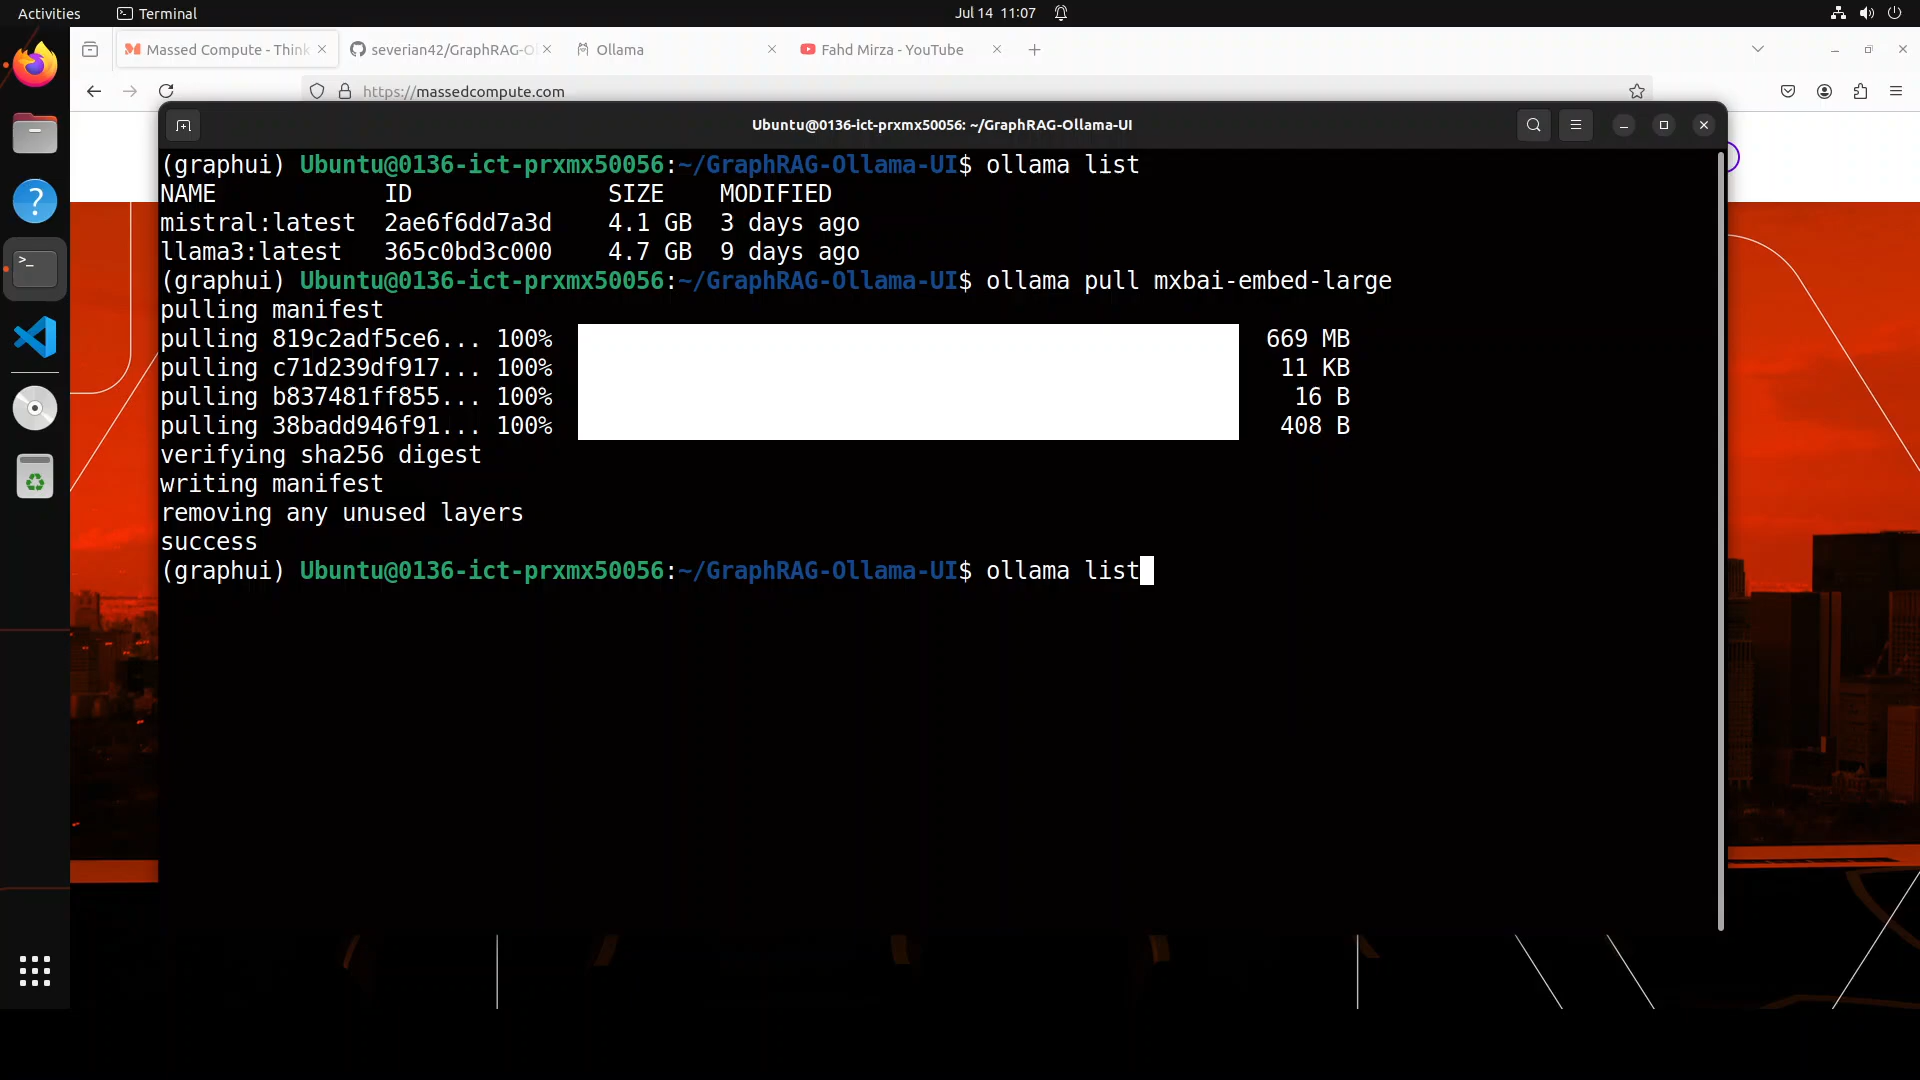 Activities
Terminal
Jul 14 11:07
Massed Compute - Think
severian42/GraphRAG-O
Ollama
Fahd Mirza - YouTube
https://massedcompute.com
Ubuntu@0136-ict-prxmx50056: ~/GraphRAG-Ollama-UI
(graphui) Ubuntu@0136-ict-prxmx50056:~/GraphRAG-Ollama-UI$ ollama list
NAME ID SIZE MODIFIED
mistral:latest 2ae6f6dd7a3d 4.1 GB 3 days ago
llama3:latest 365c0bd3c000 4.7 GB 9 days ago
(graphui) Ubuntu@0136-ict-prxmx50056:~/GraphRAG-Ollama-UI$ ollama pull mxbai-embed-large
pulling manifest
pulling 819c2adf5ce6... 100% 669 MB
pulling c71d239df917... 100% 11 KB
pulling b837481ff855... 100% 16 B
pulling 38badd946f91... 100% 408 B
verifying sha256 digest
writing manifest
removing any unused layers
success
(graphui) Ubuntu@0136-ict-prxmx50056:~/GraphRAG-Ollama-UI$ ollama list